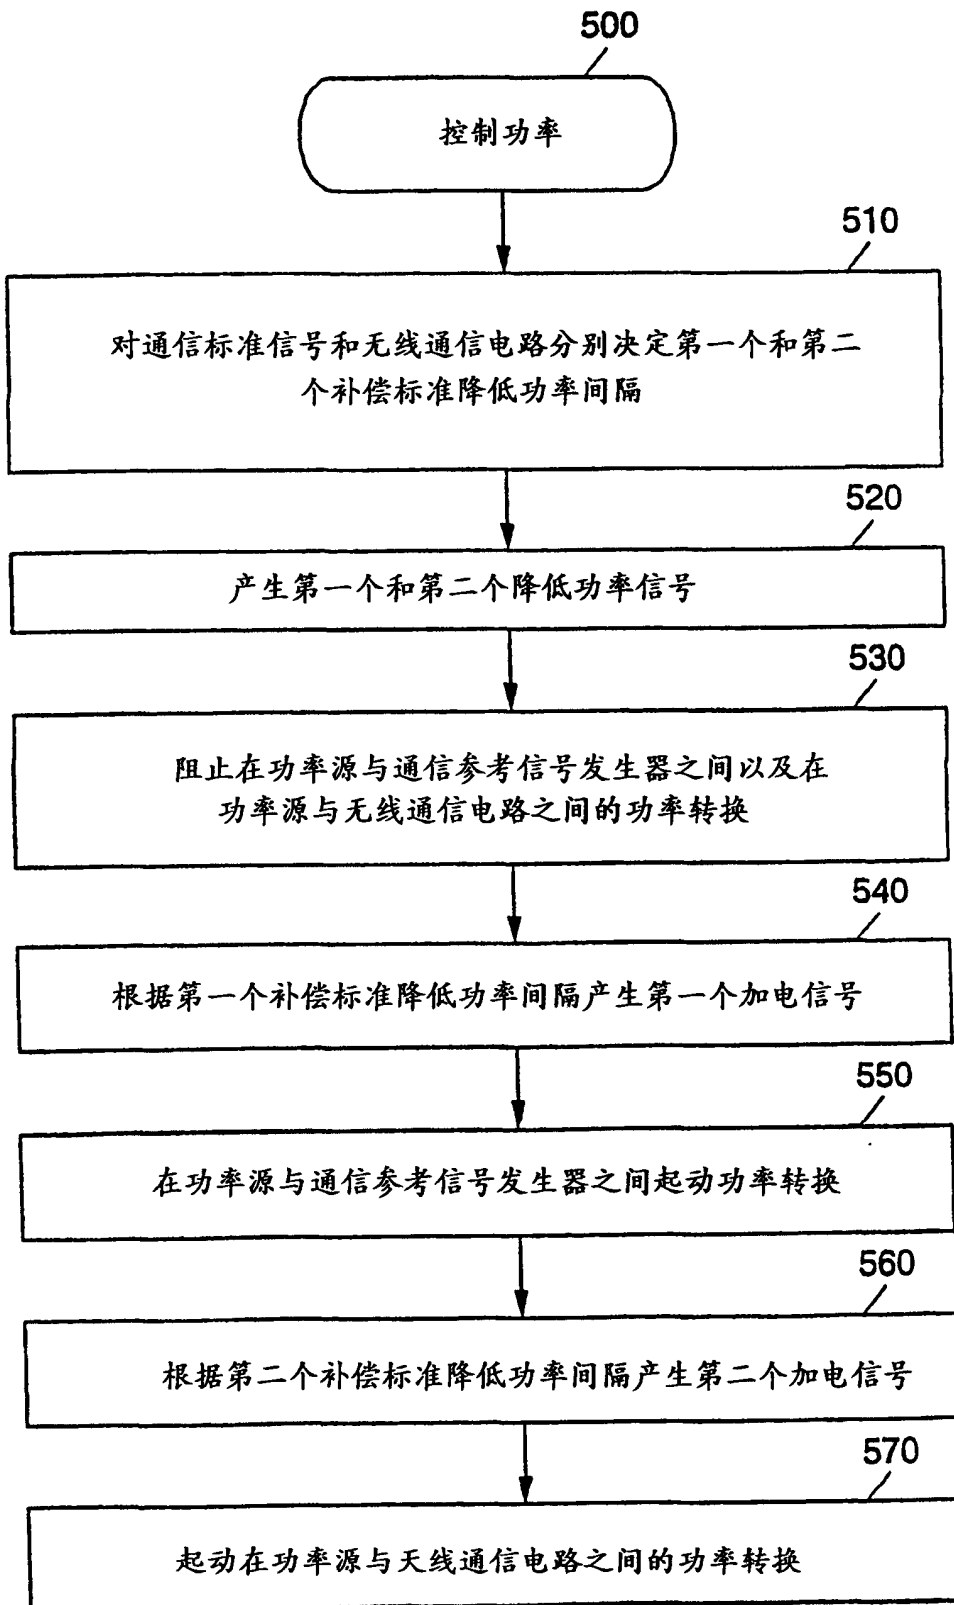 500
控制功率
510
对通信标准信号和无线通信电路分别决定第一个和第二
个补偿标准降低功率间隔
520
产生第一个和第二个降低功率信号
530
阻止在功率源与通信参考信号发生器之间以及在
功率源与无线通信电路之间的功率转换
540
根据第一个补偿标准降低功率间隔产生第一个加电信号
550
在功率源与通信参考信号发生器之间起动功率转换
560
根据第二个补偿标准降低功率间隔产生第二个加电信号
570
起动在功率源与天线通信电路之间的功率转换